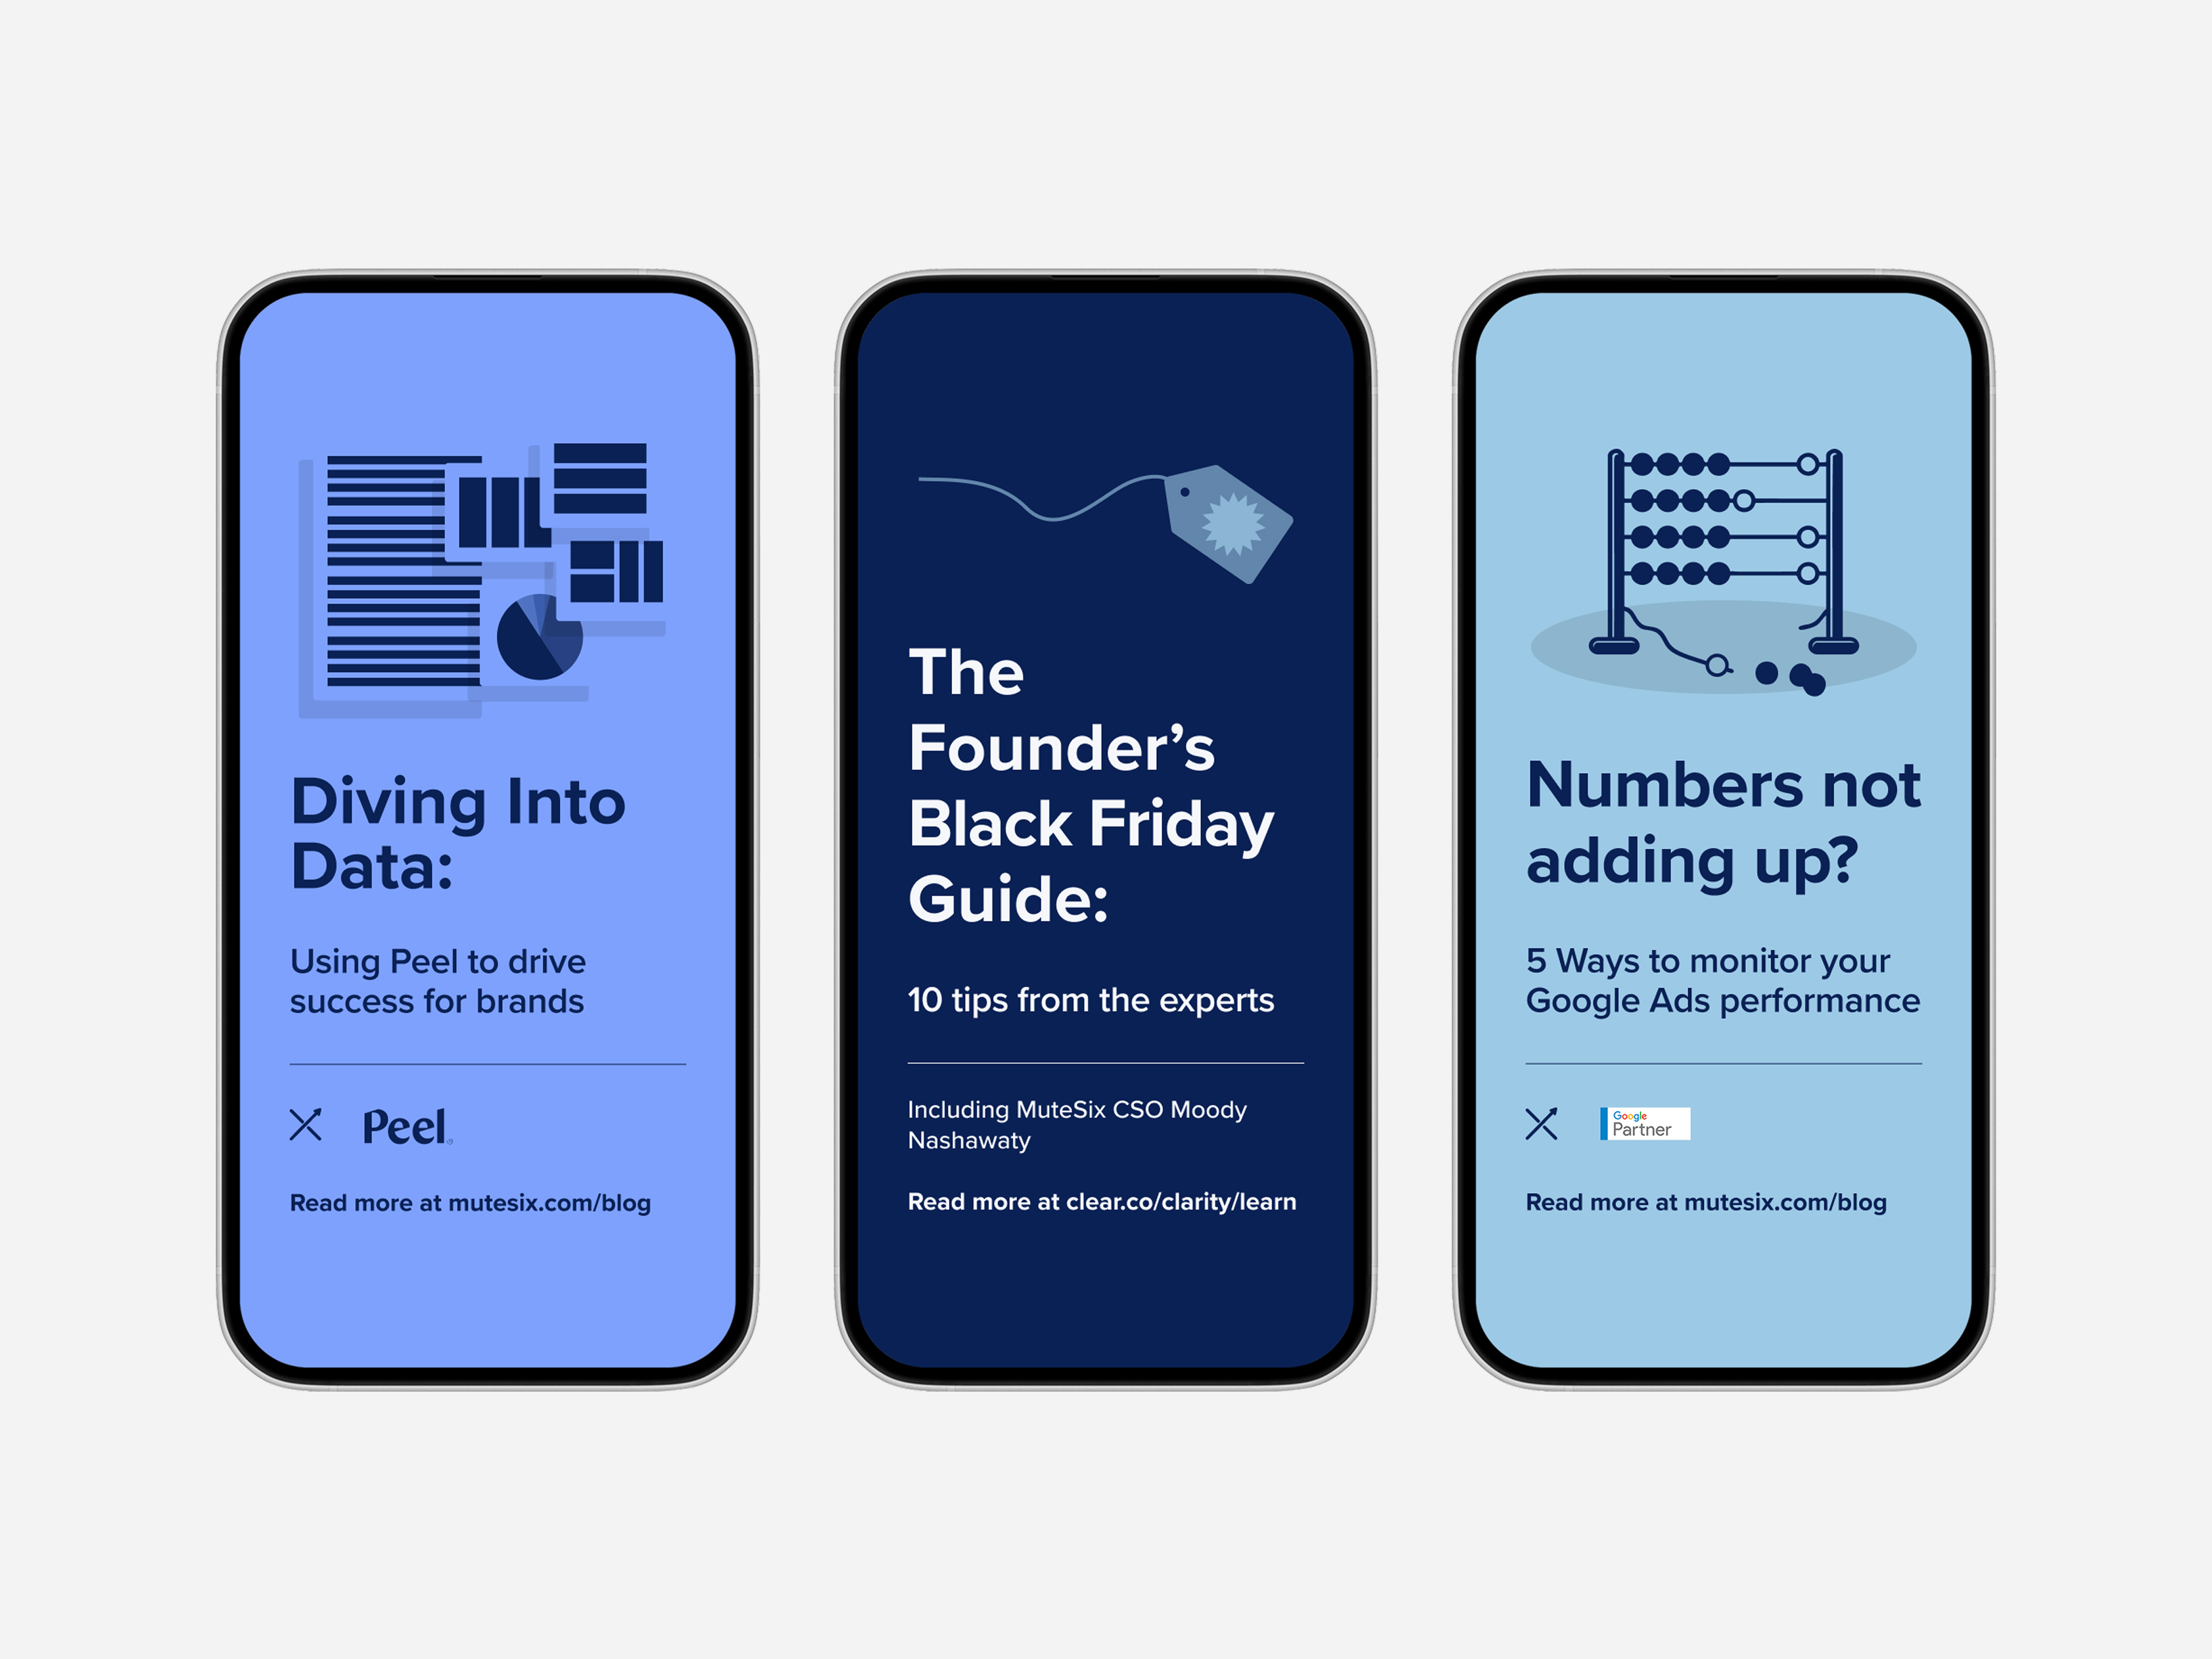 Diving Into
Data:
Using Peel to drive
success for brands
Peel
Read more at mutesix.com/blog
The
Founder’s
Black Friday
Guide:
10 tips from the experts
Including MuteSix CSO Moody
Nashawaty
Read more at clear.co/clarity/learn
Numbers not
adding up?
5 Ways to monitor your
Google Ads performance
Google
Partner
Read more at mutesix.com/blog